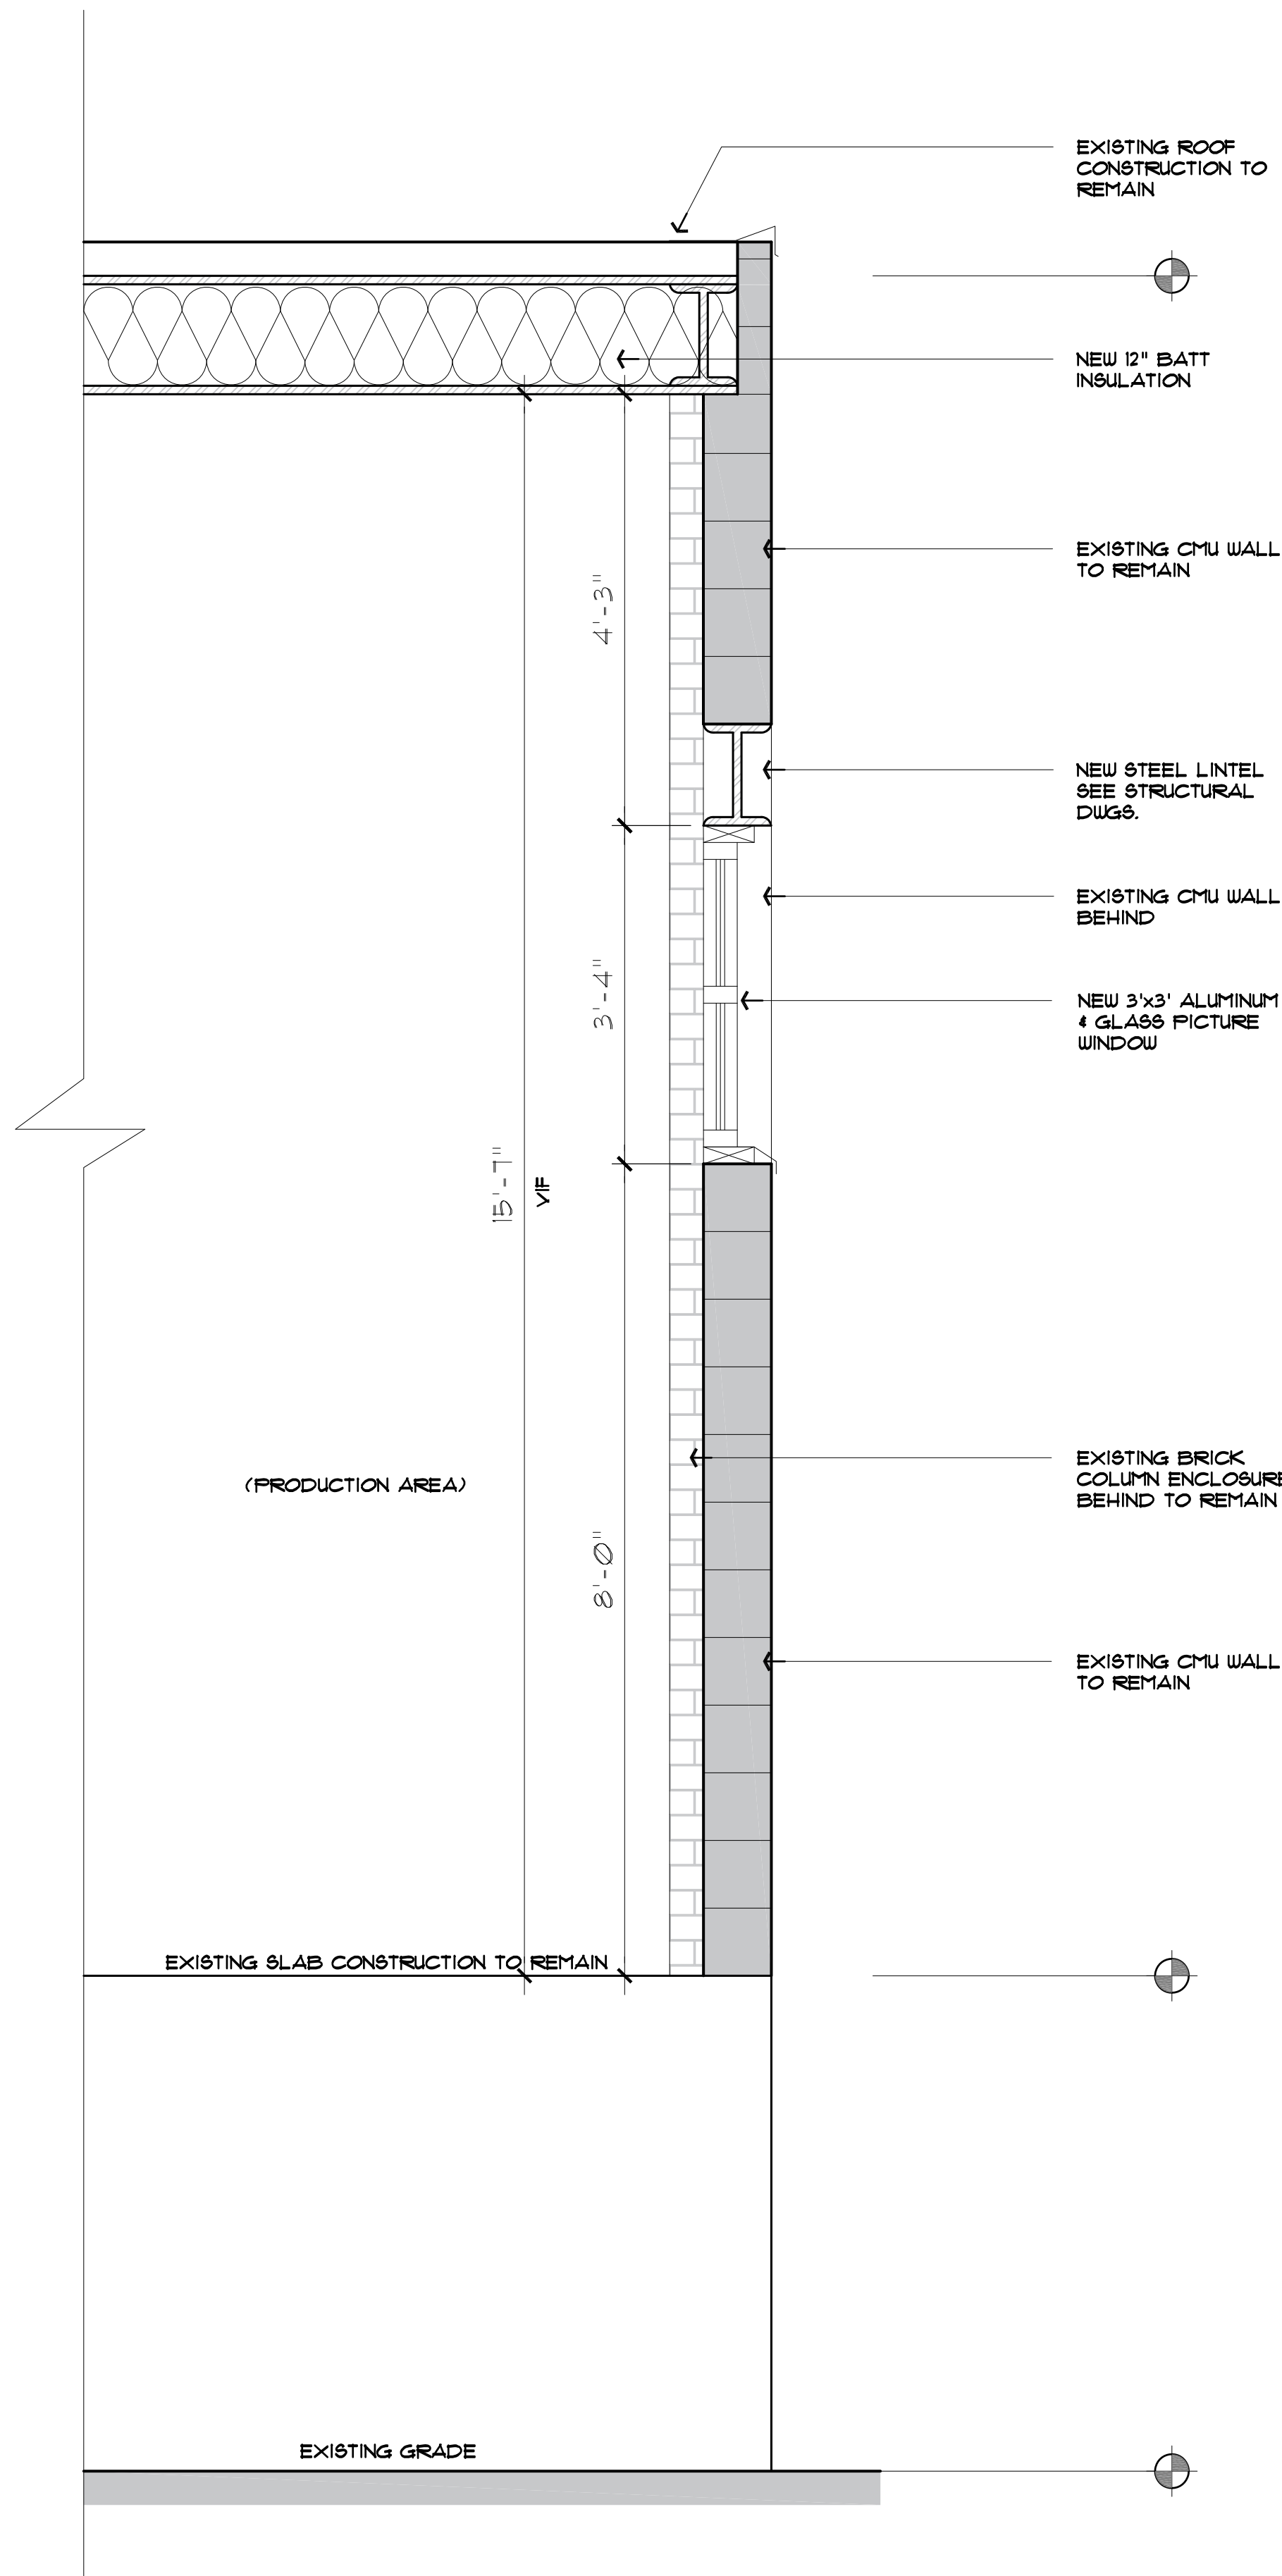 EXISTING ROOF
CONSTRUCTION TO
REMAIN
NEW 12" BATT
INSULATION
EXISTING CMU WALL
TO REMAIN
4'-3"
NEW STEEL LINTEL
SEE STRUCTURAL
DWGS.
EXISTING CMU WALL
BEHIND
3'-4"
NEW 3'x3' ALUMINUM
& GLASS PICTURE
WINDOW
15'-7"
VIF
EXISTING BRICK
COLUMN ENCLOSURE
BEHIND TO REMAIN
(PRODUCTION AREA)
8'-0"
EXISTING CMU WALL
TO REMAIN
EXISTING SLAB CONSTRUCTION TO REMAIN
EXISTING GRADE